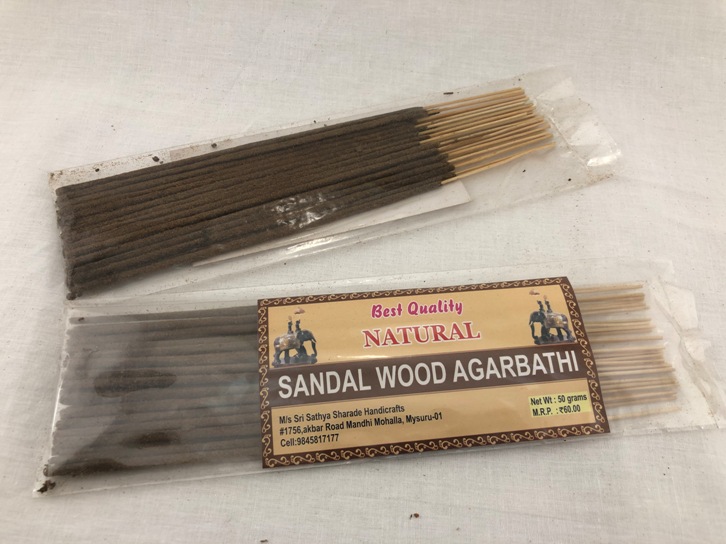 Best Quality
NATURAL
SANDAL WOOD AGARBATHI
M/s Sri Sathya Sharade Handicrafts
#1756,akbar Road Mandhi Mohalla, Mysuru-01
Cell:9845817177
Net Wt : 50 grams
M.R.P. : ₹60.00